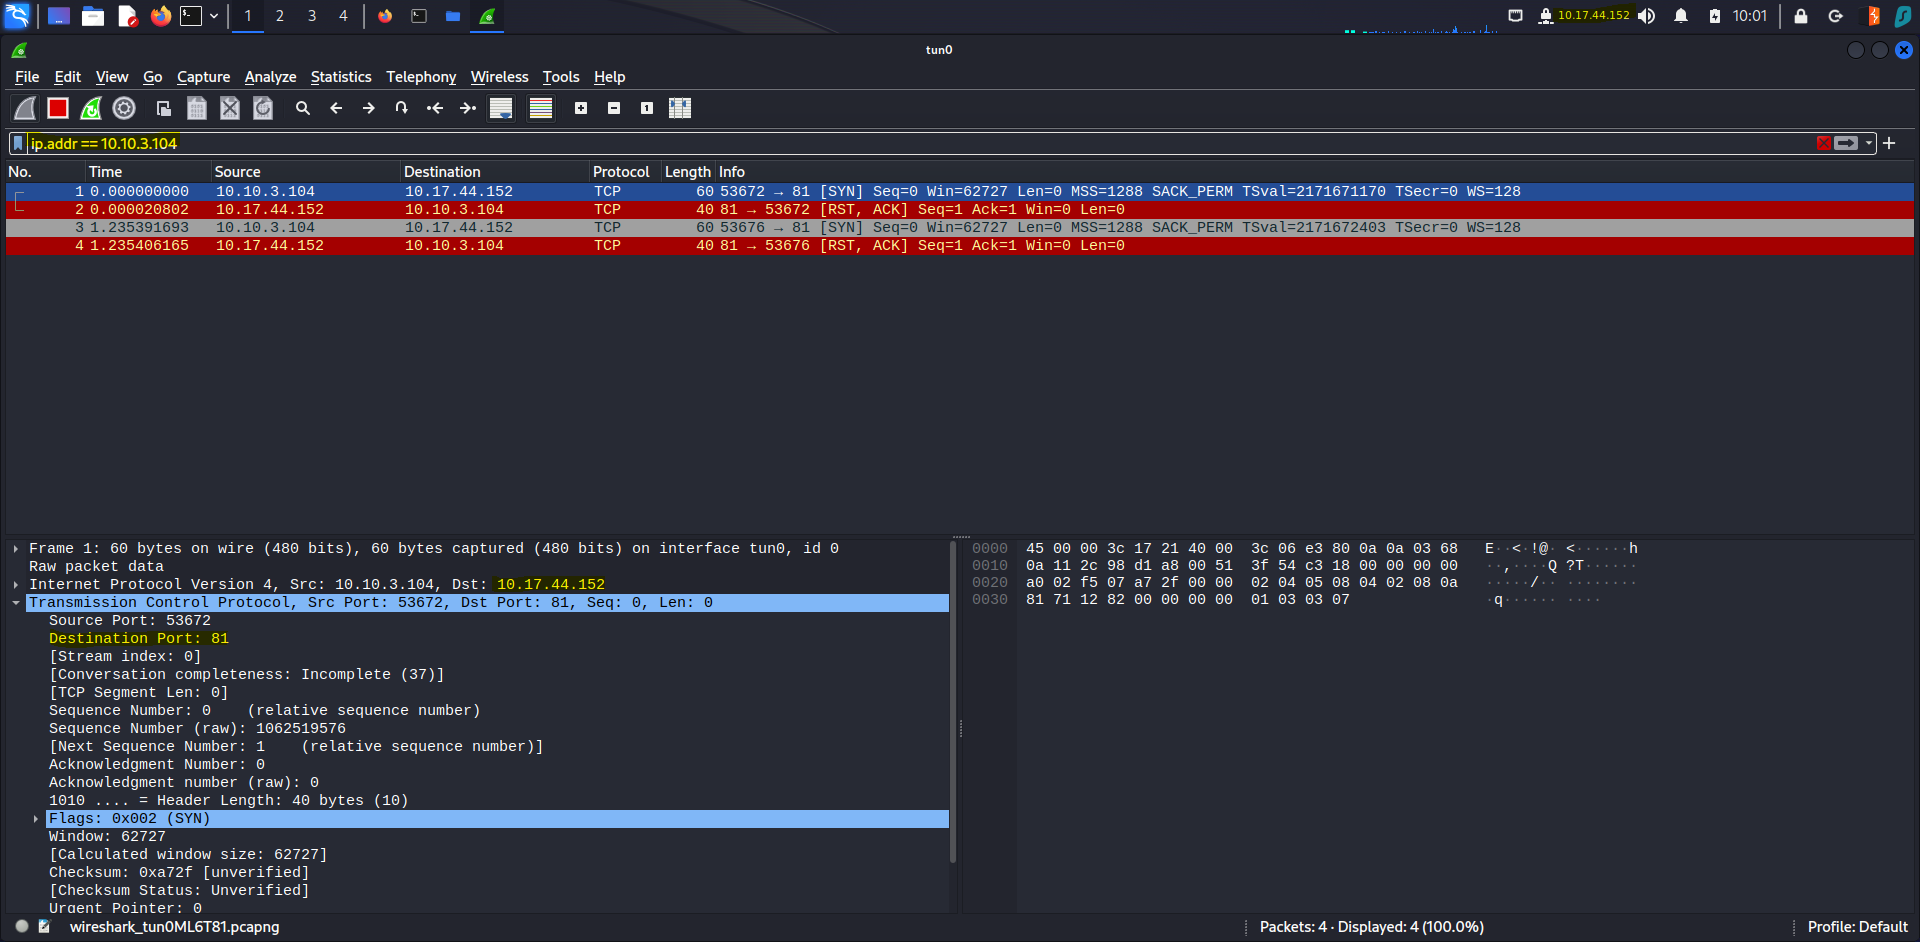 1 2 3 4 10.17.44.152 10:01
tun0
File Edit View Go Capture Analyze Statistics Telephony Wireless Tools Help
ip.addr == 10.10.3.104
No. Time Source Destination Protocol Length Info
1 0.000000000 10.10.3.104 10.17.44.152 TCP 60 53672 → 81 [SYN] Seq=0 Win=62727 Len=0 MSS=1288 SACK_PERM TSval=2171671170 TSecr=0 WS=128
2 0.000020802 10.17.44.152 10.10.3.104 TCP 40 81 → 53672 [RST, ACK] Seq=1 Ack=1 Win=0 Len=0
3 1.235391693 10.10.3.104 10.17.44.152 TCP 60 53676 → 81 [SYN] Seq=0 Win=62727 Len=0 MSS=1288 SACK_PERM TSval=2171672403 TSecr=0 WS=128
4 1.235406165 10.17.44.152 10.10.3.104 TCP 40 81 → 53676 [RST, ACK] Seq=1 Ack=1 Win=0 Len=0
Frame 1: 60 bytes on wire (480 bits), 60 bytes captured (480 bits) on interface tun0, id 0
Raw packet data
Internet Protocol Version 4, Src: 10.10.3.104, Dst: 10.17.44.152
Transmission Control Protocol, Src Port: 53672, Dst Port: 81, Seq: 0, Len: 0
Source Port: 53672
Destination Port: 81
[Stream index: 0]
[Conversation completeness: Incomplete (37)]
[TCP Segment Len: 0]
Sequence Number: 0 (relative sequence number)
Sequence Number (raw): 1062519576
[Next Sequence Number: 1 (relative sequence number)]
Acknowledgment Number: 0
Acknowledgment number (raw): 0
1010 .... = Header Length: 40 bytes (10)
Flags: 0x002 (SYN)
Window: 62727
[Calculated window size: 62727]
Checksum: 0xa72f [unverified]
[Checksum Status: Unverified]
Urgent Pointer: 0
0000 45 00 00 3c 17 21 40 00 3c 06 e3 80 0a 0a 03 68 E··<·!@· <······h
0010 0a 11 2c 98 d1 a8 00 51 3f 54 c3 18 00 00 00 00 ··,····Q ?T······
0020 a0 02 f5 07 a7 2f 00 00 02 04 05 08 04 02 08 0a ·····/·· ········
0030 81 71 12 82 00 00 00 00 01 03 03 07 ·q······ ····
wireshark_tun0ML6T81.pcapng Packets: 4 · Displayed: 4 (100.0%) Profile: Default